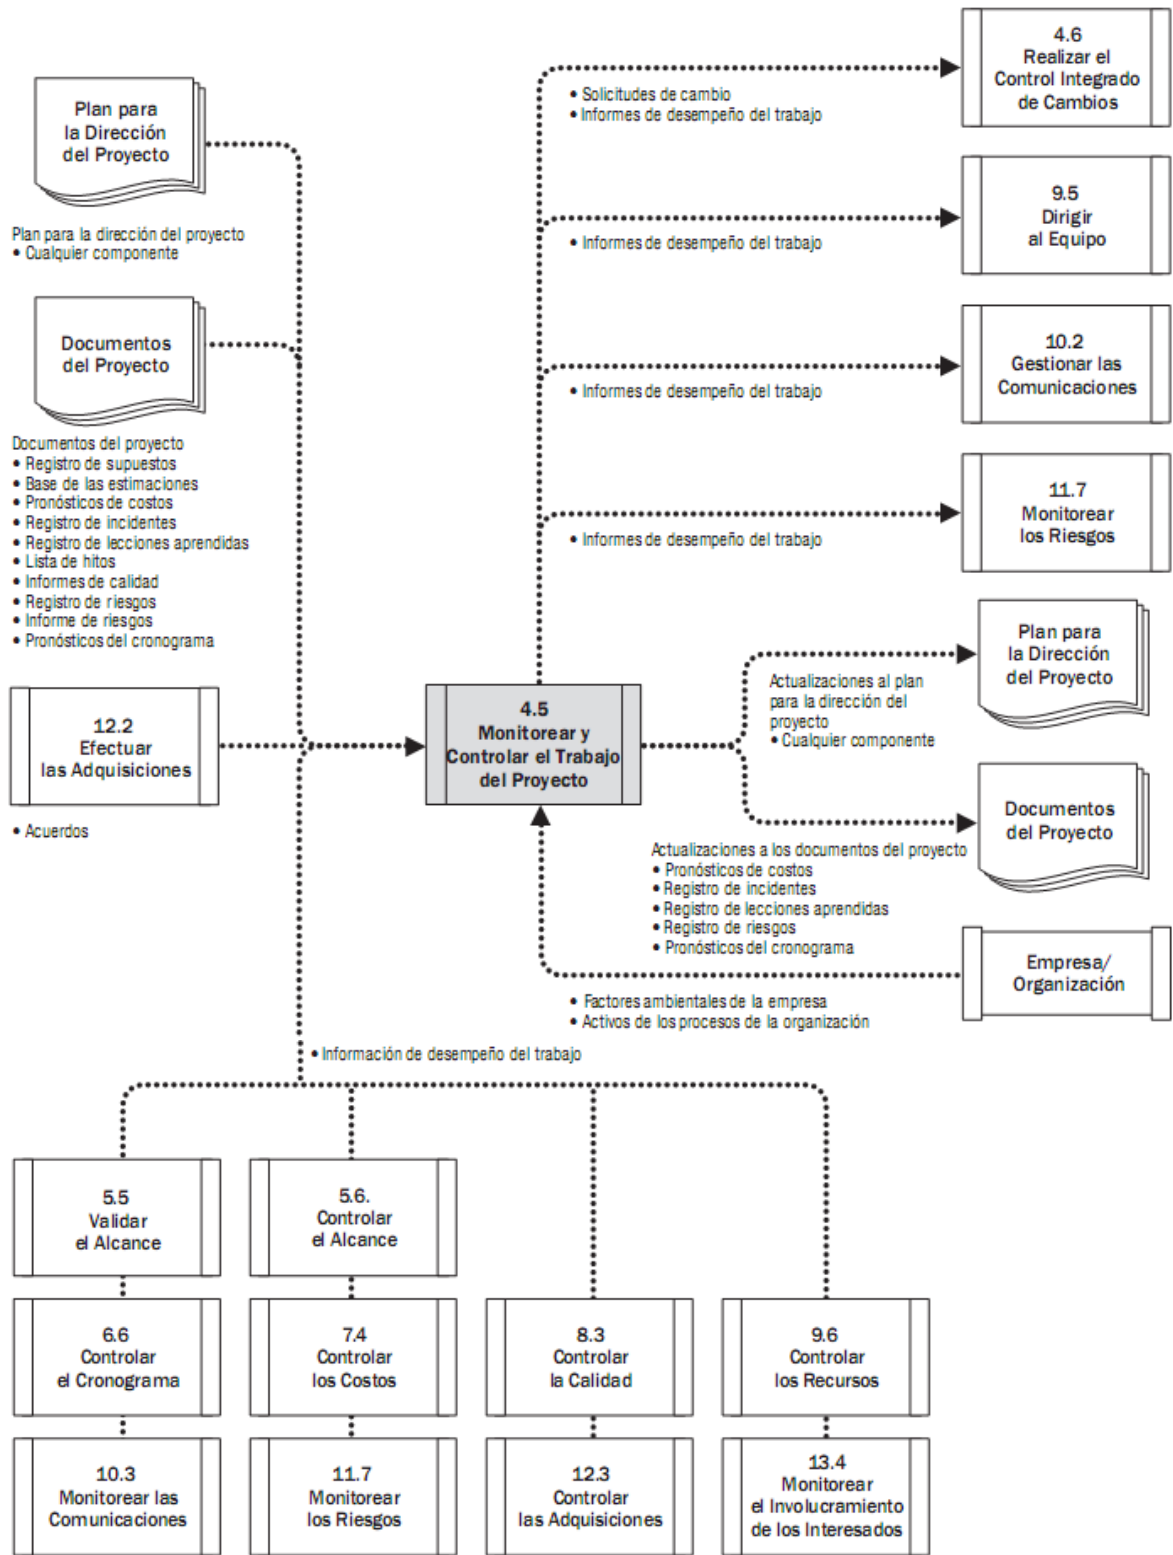 Plan para
la Dirección
del Proyecto
Plan para la dirección del proyecto
• Cualquier componente
Documentos
del Proyecto
Documentos del proyecto
• Registro de supuestos
• Base de las estimaciones
• Pronósticos de costos
• Registro de incidentes
• Registro de lecciones aprendidas
• Lista de hitos
• Informes de calidad
• Registro de riesgos
• Informe de riesgos
• Pronósticos del cronograma
12.2
Efectuar
las Adquisiciones
• Acuerdos
4.6
Realizar el
Control Integrado
de Cambios
• Solicitudes de cambio
• Informes de desempeño del trabajo
9.5
Dirigir
al Equipo
• Informes de desempeño del trabajo
10.2
Gestionar las
Comunicaciones
• Informes de desempeño del trabajo
11.7
Monitorear
los Riesgos
• Informes de desempeño del trabajo
4.5
Monitorear y
Controlar el Trabajo
del Proyecto
Plan para
la Dirección
del Proyecto
Actualizaciones al plan
para la dirección del
proyecto
• Cualquier componente
Documentos
del Proyecto
Actualizaciones a los documentos del proyecto
• Pronósticos de costos
• Registro de incidentes
• Registro de lecciones aprendidas
• Registro de riesgos
• Pronósticos del cronograma
Empresa/
Organización
• Factores ambientales de la empresa
• Activos de los procesos de la organización
• Información de desempeño del trabajo
5.5
Validar
el Alcance
5.6.
Controlar
el Alcance
6.6
Controlar
el Cronograma
7.4
Controlar
los Costos
8.3
Controlar
la Calidad
9.6
Controlar
los Recursos
10.3
Monitorear las
Comunicaciones
11.7
Monitorear
los Riesgos
12.3
Controlar
las Adquisiciones
13.4
Monitorear
el Involucramiento
de los Interesados